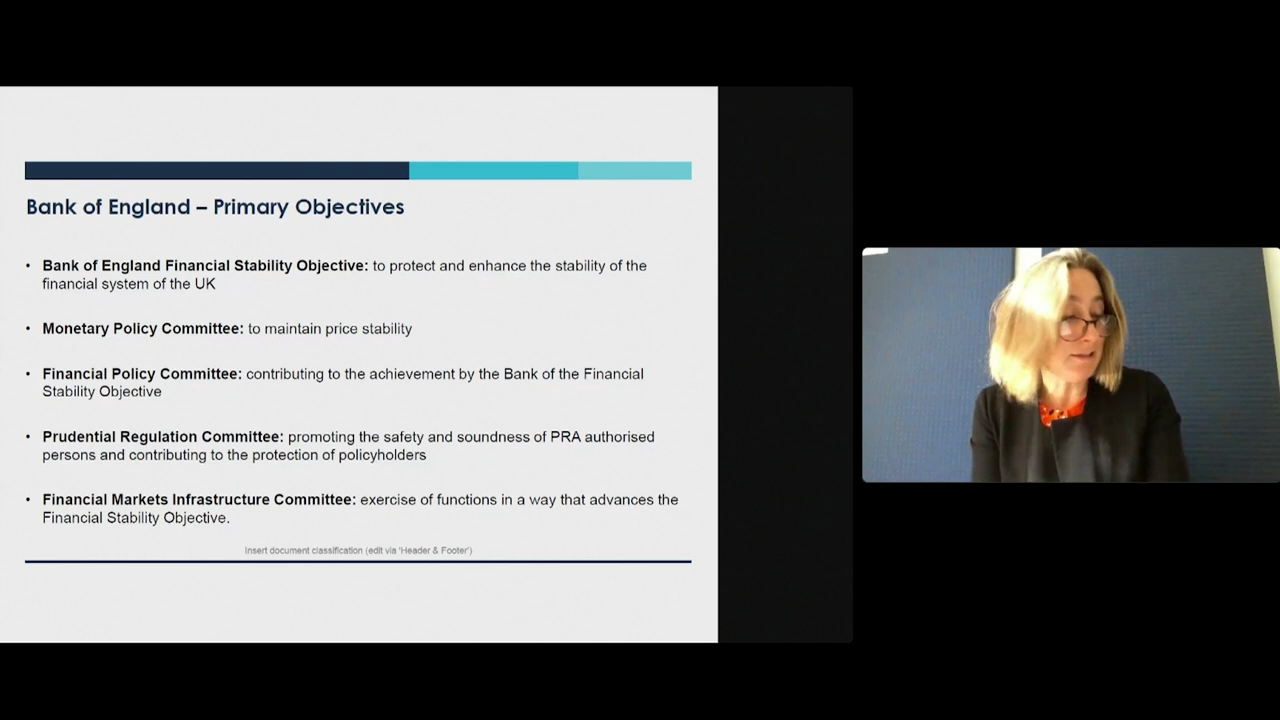 Bank of England – Primary Objectives
• Bank of England Financial Stability Objective: to protect and enhance the stability of the
financial system of the UK
• Monetary Policy Committee: to maintain price stability
• Financial Policy Committee: contributing to the achievement by the Bank of the Financial
Stability Objective
• Prudential Regulation Committee: promoting the safety and soundness of PRA authorised
persons and contributing to the protection of policyholders
• Financial Markets Infrastructure Committee: exercise of functions in a way that advances the
Financial Stability Objective.
Insert document classification (edit via 'Header & Footer')